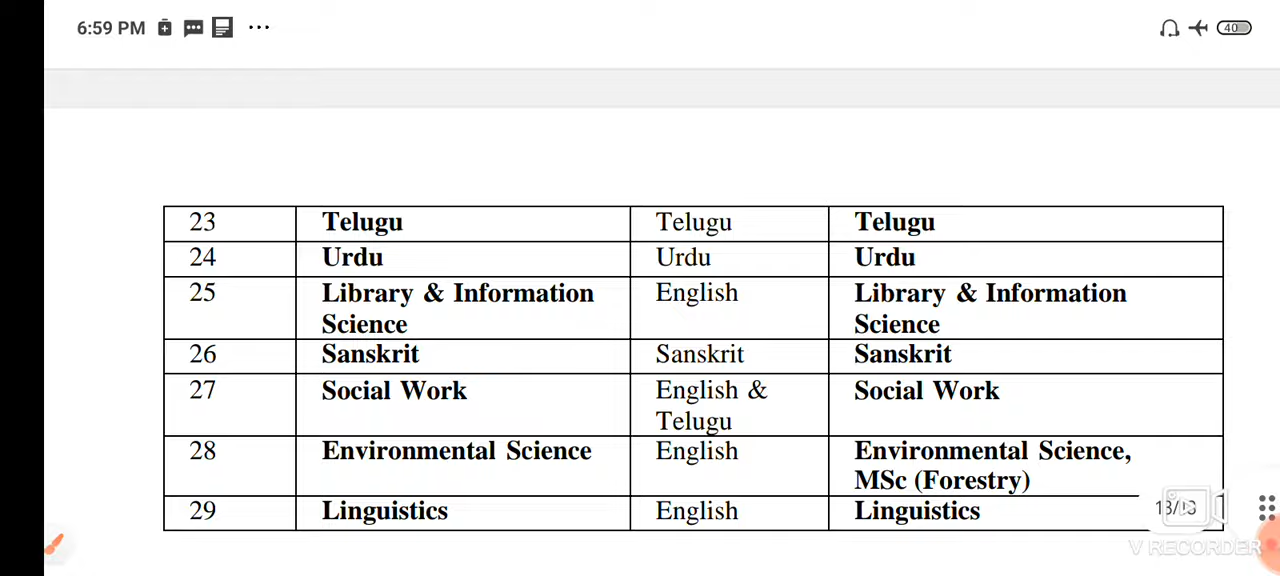 6:59 PM
40
23 Telugu Telugu Telugu
24 Urdu Urdu Urdu
25 Library & Information English Library & Information
Science Science
26 Sanskrit Sanskrit Sanskrit
27 Social Work English & Social Work
Telugu
28 Environmental Science English Environmental Science,
MSc (Forestry)
29 Linguistics English Linguistics
V RECORDER